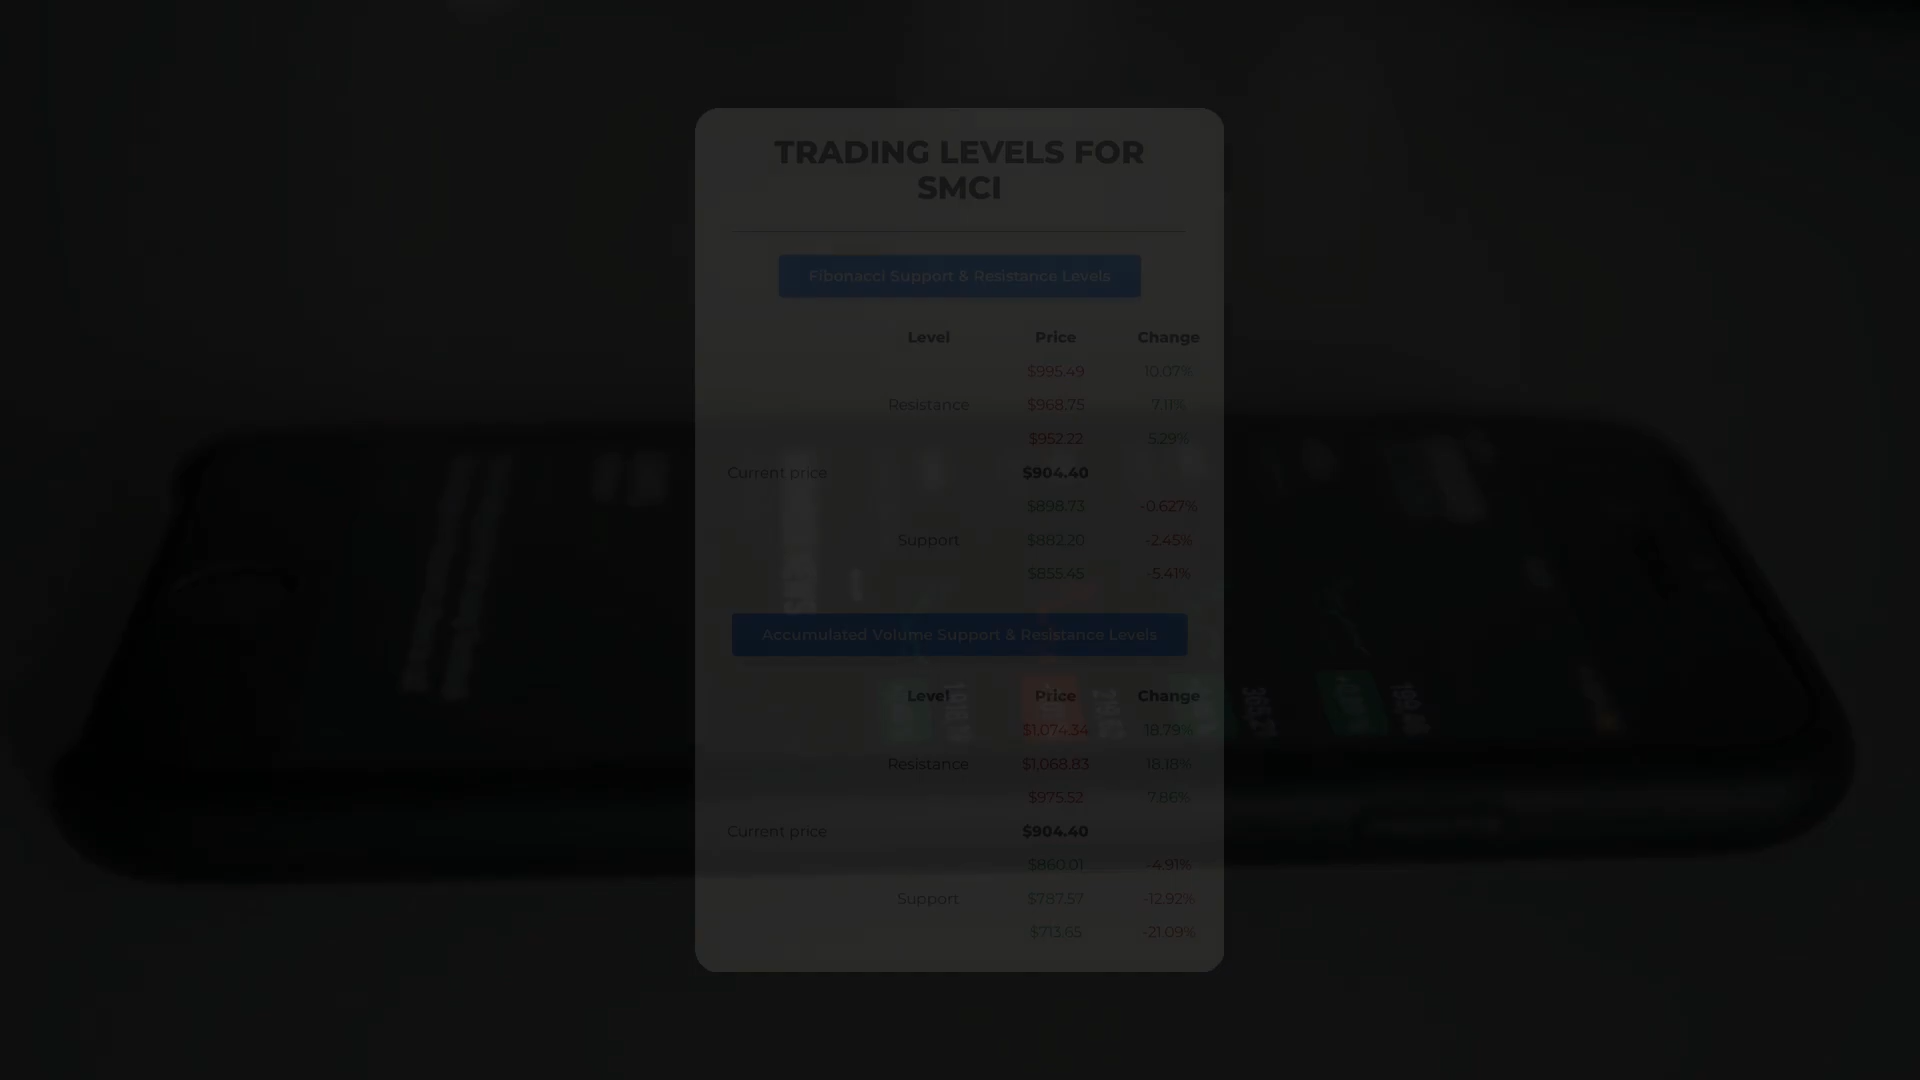 TRADING LEVELS FOR
SMCI
Fibonacci Support & Resistance Levels
Level Price Change
$995.49 10.07%
Resistance $968.75 7.11%
$952.22 5.29%
Current price $904.40
$898.73 -0.627%
Support $882.20 -2.45%
$855.45 -5.41%
Accumulated Volume Support & Resistance Levels
Level Price Change
$1,074.34 18.79%
Resistance $1,068.83 18.18%
$975.52 7.86%
Current price $904.40
$860.01 -4.91%
Support $787.57 -12.92%
$713.65 -21.09%